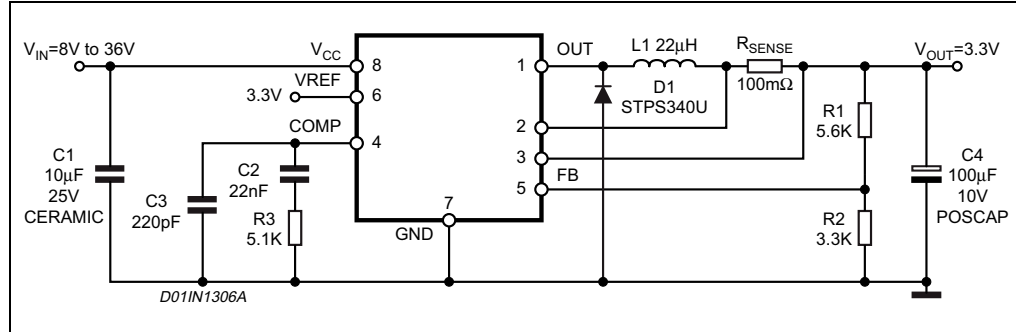 V_IN=8V to 36V
V_CC
8
VREF
3.3V
6
COMP
4
C1
10μF
25V
CERAMIC
C3
220pF
C2
22nF
R3
5.1K
7
GND
D01IN1306A
OUT
1
L1 22μH
R_SENSE
100mΩ
V_OUT=3.3V
D1
STPS340U
2
3
FB
5
R1
5.6K
R2
3.3K
C4
100μF
10V
POSCAP